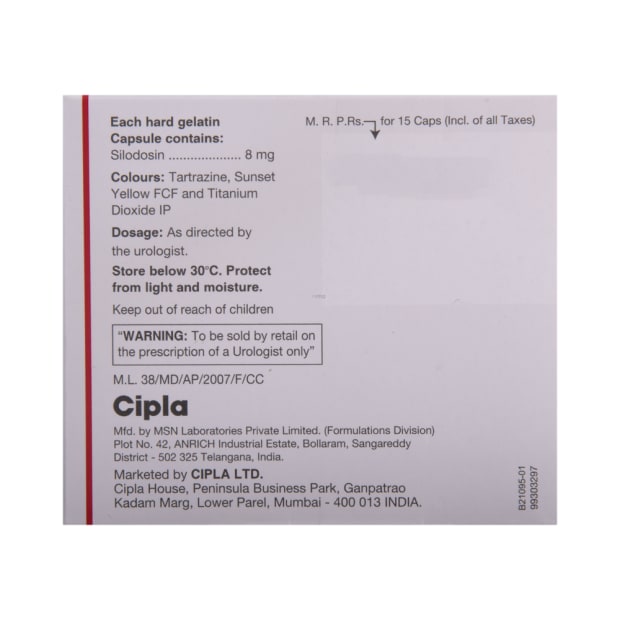 Each hard gelatin
Capsule contains:
Silodosin ..................... 8 mg
Colours: Tartrazine, Sunset
Yellow FCF and Titanium
Dioxide IP
Dosage: As directed by
the urologist.
Store below 30°C. Protect
from light and moisture.
Keep out of reach of children
"WARNING: To be sold by retail on
the prescription of a Urologist only"
M.L. 38/MD/AP/2007/F/CC
Cipla
Mfd. by MSN Laboratories Private Limited. (Formulations Division)
Plot No. 42, ANRICH Industrial Estate, Bollaram, Sangareddy
District - 502 325 Telangana, India.
Marketed by CIPLA LTD.
Cipla House, Peninsula Business Park, Ganpatrao
Kadam Marg, Lower Parel, Mumbai - 400 013 INDIA.
M. R. P.Rs. for 15 Caps (Incl. of all Taxes)
B21095-01
99303297